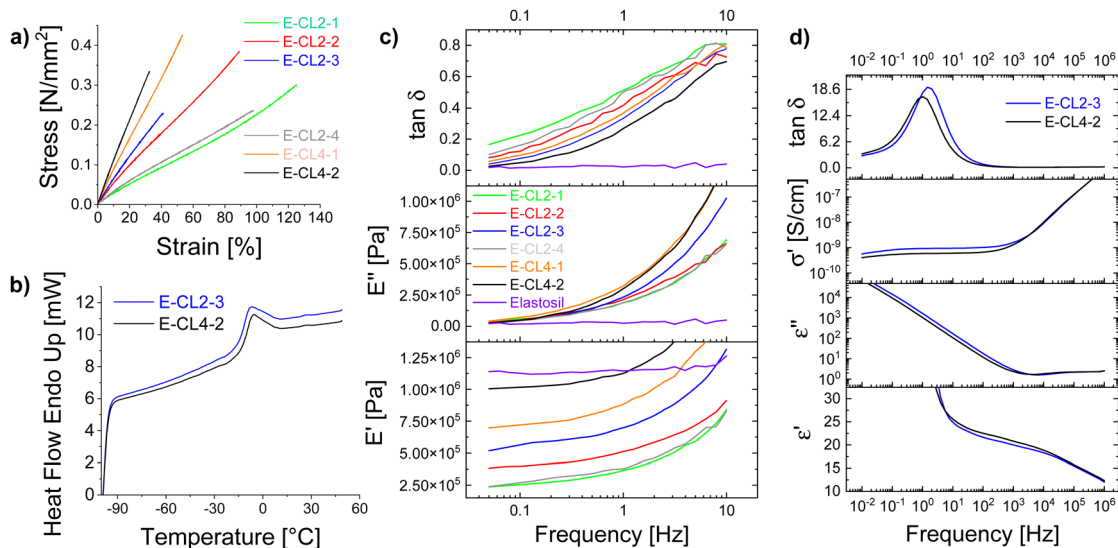 a)
Stress [N/mm²]
0.4
0.3
0.2
0.1
0.0
0 20 40 60 80 100 120 140
Strain [%]
E-CL2-1
E-CL2-2
E-CL2-3
E-CL2-4
E-CL4-1
E-CL4-2
b)
Heat Flow Endo Up [mW]
12
10
8
6
4
2
0
-90 -60 -30 0 30
Temperature [°C]
E-CL2-3
E-CL4-2
c)
0.1 1 10
tan δ
0.8
0.6
0.4
0.2
0.0
E'' [Pa]
1.00×10⁶
7.50×10⁵
5.00×10⁵
2.50×10⁵
0.00
E-CL2-1
E-CL2-2
E-CL2-3
E-CL2-4
E-CL4-1
E-CL4-2
Elastosil
E' [Pa]
1.25×10⁶
1.00×10⁶
7.50×10⁵
5.00×10⁵
2.50×10⁵
0.1 1 10
Frequency [Hz]
d)
10⁻² 10⁻¹ 10⁰ 10¹ 10² 10³ 10⁴ 10⁵ 10⁶
tan δ
18.6
12.4
6.2
0.0
E-CL2-3
E-CL4-2
σ' [S/cm]
10⁻⁷
10⁻⁸
10⁻⁹
10⁻¹⁰
ε''
10⁴
10³
10²
10¹
10⁰
ε'
30
25
20
15
10⁻² 10⁻¹ 10⁰ 10¹ 10² 10³ 10⁴ 10⁵ 10⁶
Frequency [Hz]